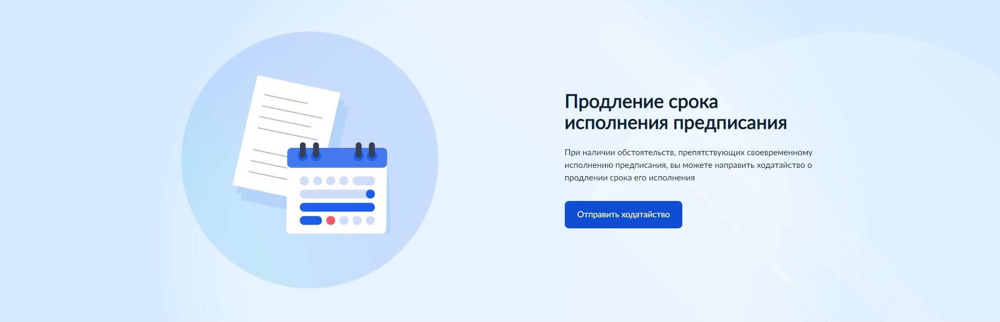 Продление срока
исполнения предписания
При наличии обстоятельств, препятствующих своевременному
исполнению предписания, вы можете направить ходатайство о
продлении срока его исполнения
Отправить ходатайство